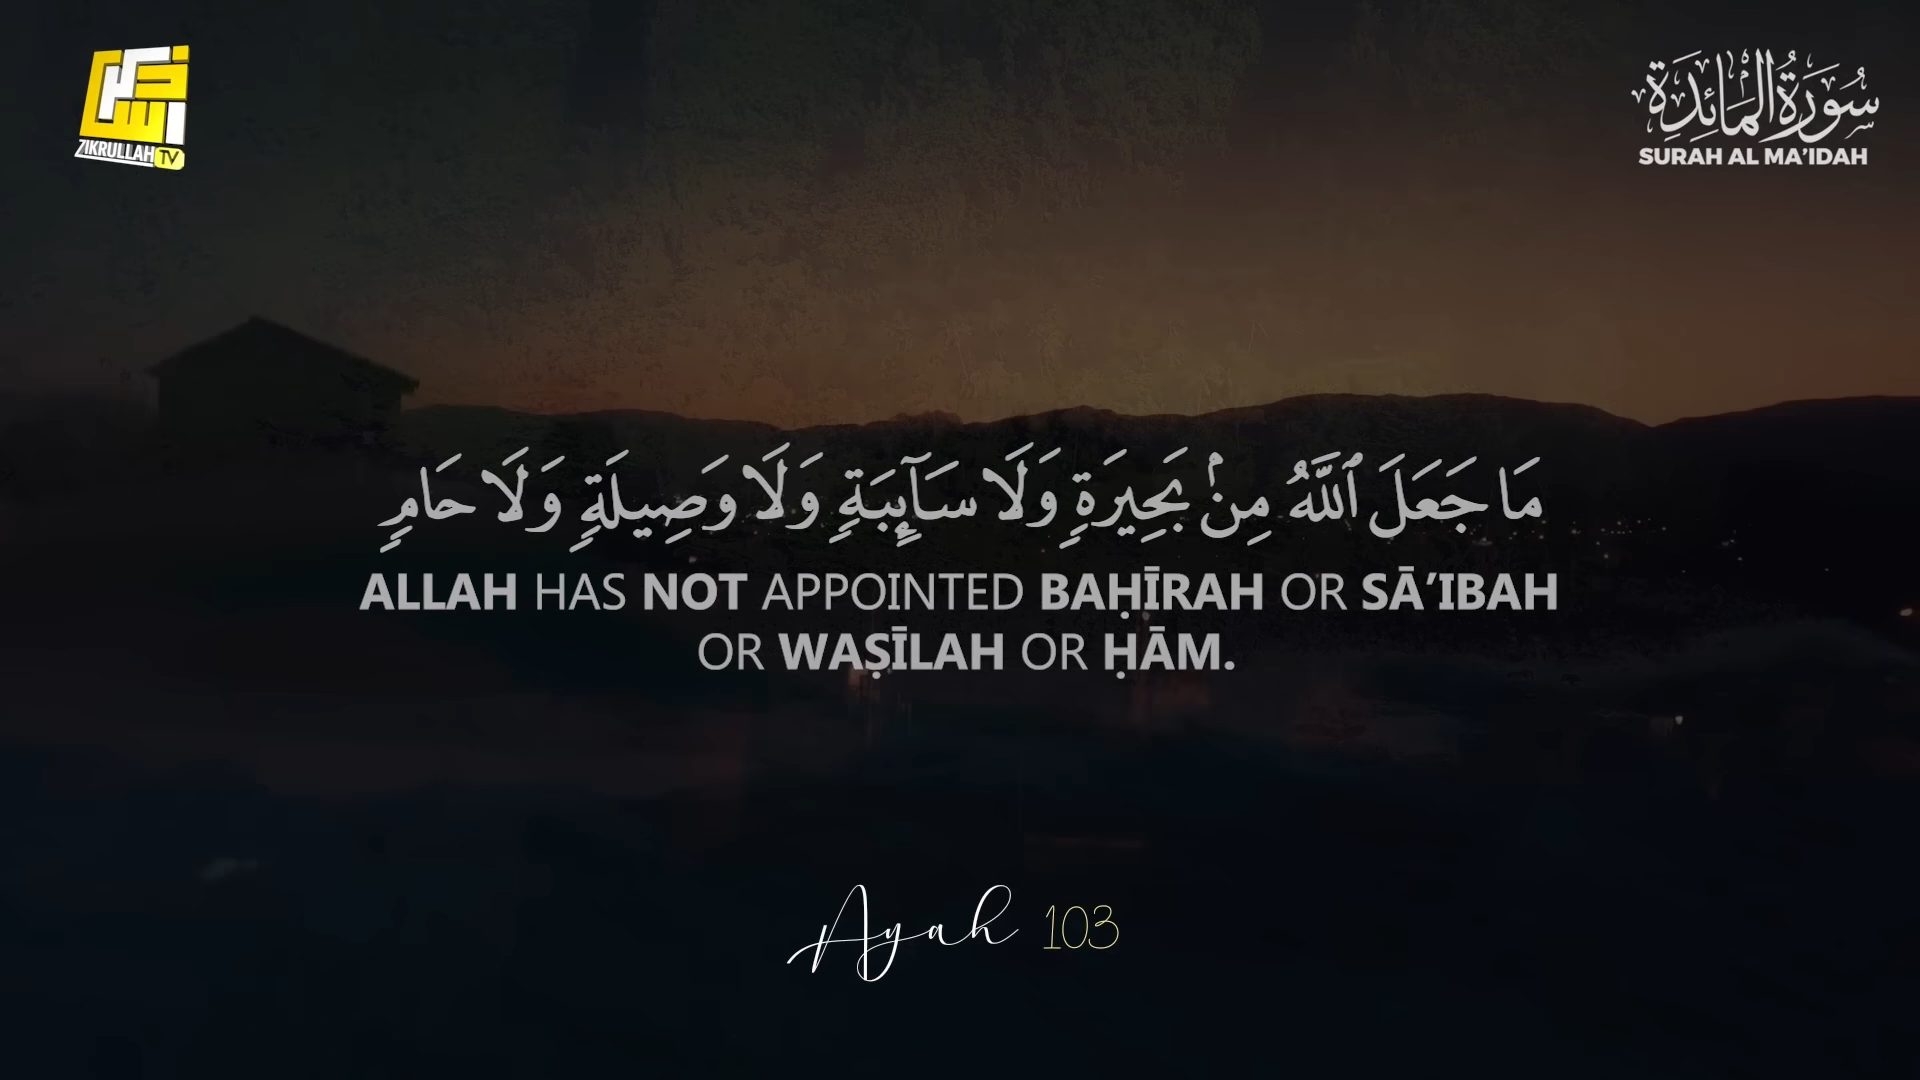 ZIKRULLAH TV
سُورَةُ المَائِدَة
SURAH AL MA'IDAH
مَا جَعَلَ ٱللَّهُ مِنۢ بَحِيرَةٍ وَلَا سَآئِبَةٍ وَلَا وَصِيلَةٍ وَلَا حَامٍ
ALLAH HAS NOT APPOINTED BAḤĪRAH OR SĀ’IBAH
OR WAṢĪLAH OR ḤĀM.
Ayah 103